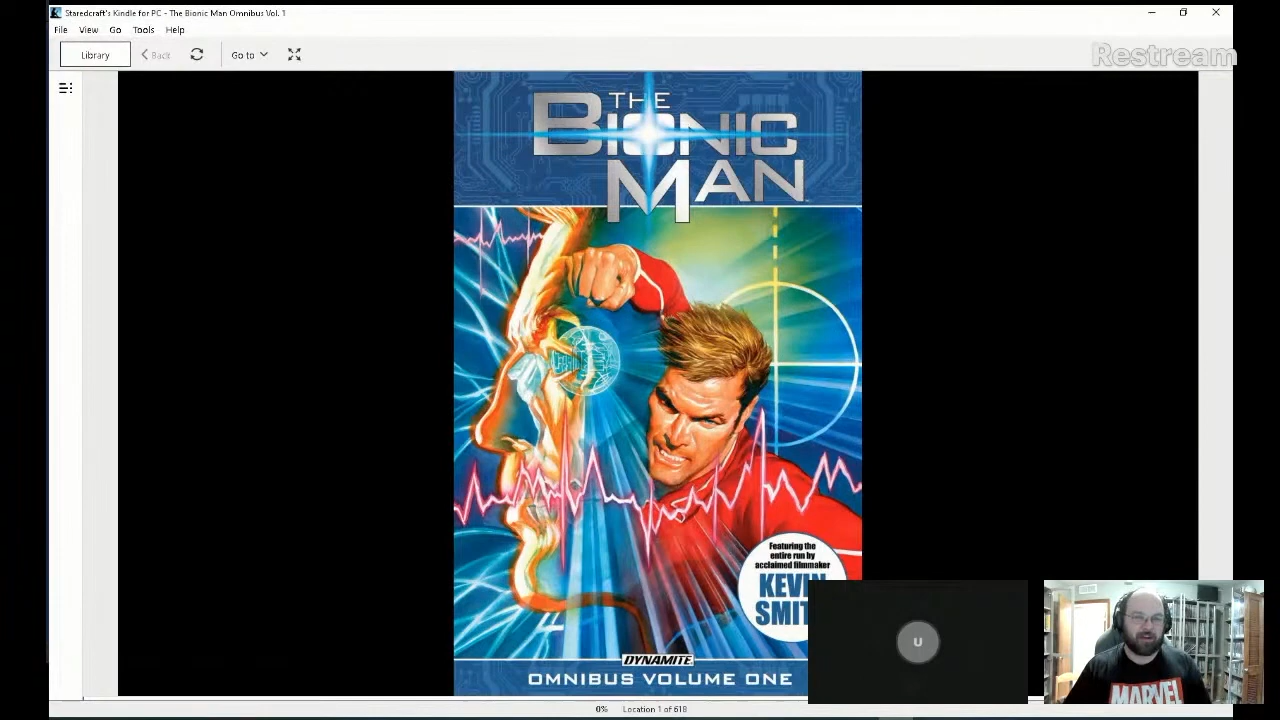 Staredcraft's Kindle for PC - The Bionic Man Omnibus Vol. 1
File View Go Tools Help
Library Back Go to
Restream
THE
BIONIC
MAN
Featuring the
entire run by
acclaimed filmmaker
KEVIN
SMIT
DYNAMITE
OMNIBUS VOLUME ONE
U
MARVEL
0% Location 1 of 618